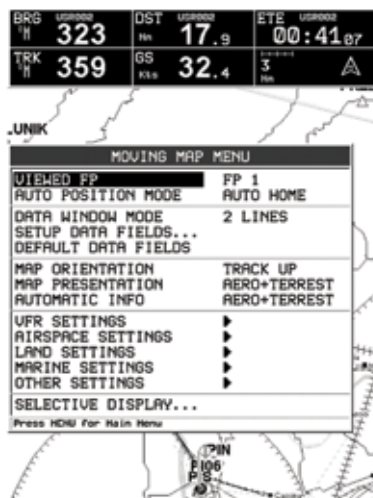 BRG USR002 DST USR002 ETE USR002
°M 323 Nm 17.9 00:41 07
TRK GS
°M 359 Kts 32.4 3 Nm
.UNIK
MOVING MAP MENU
VIEWED FP FP 1
AUTO POSITION MODE AUTO HOME
DATA WINDOW MODE 2 LINES
SETUP DATA FIELDS...
DEFAULT DATA FIELDS
MAP ORIENTATION TRACK UP
MAP PRESENTATION AERO+TERREST
AUTOMATIC INFO AERO+TERREST
VFR SETTINGS ▶
AIRSPACE SETTINGS ▶
LAND SETTINGS ▶
MARINE SETTINGS ▶
OTHER SETTINGS ▶
SELECTIVE DISPLAY...
Press MENU for Main Menu
PIN